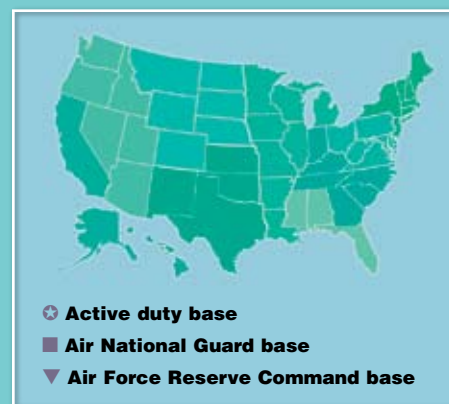 Active duty base
Air National Guard base
Air Force Reserve Command base